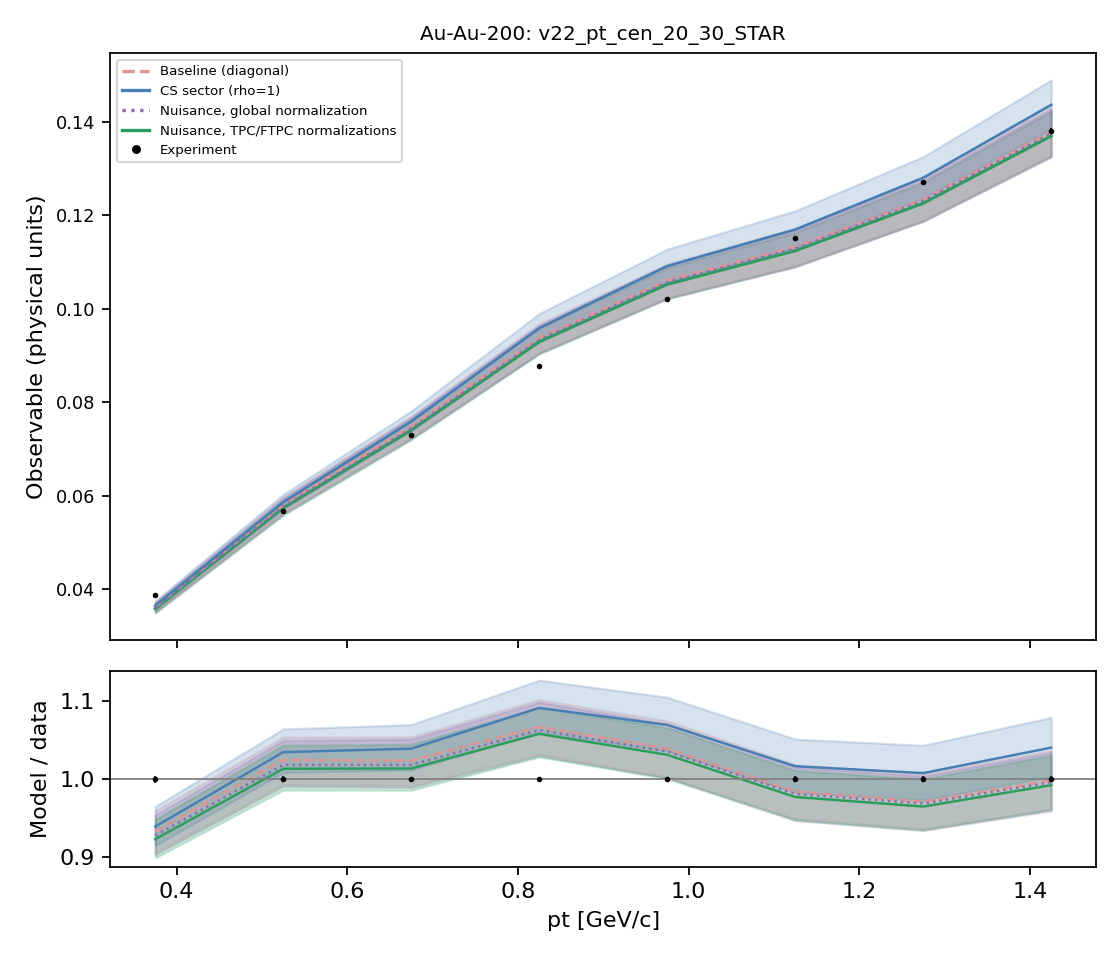 Au-Au-200: v22_pt_cen_20_30_STAR
Baseline (diagonal)
CS sector (rho=1)
Nuisance, global normalization
Nuisance, TPC/FTPC normalizations
Experiment
Observable (physical units)
0.14
0.12
0.10
0.08
0.06
0.04
Model / data
1.1
1.0
0.9
0.4 0.6 0.8 1.0 1.2 1.4
pt [GeV/c]